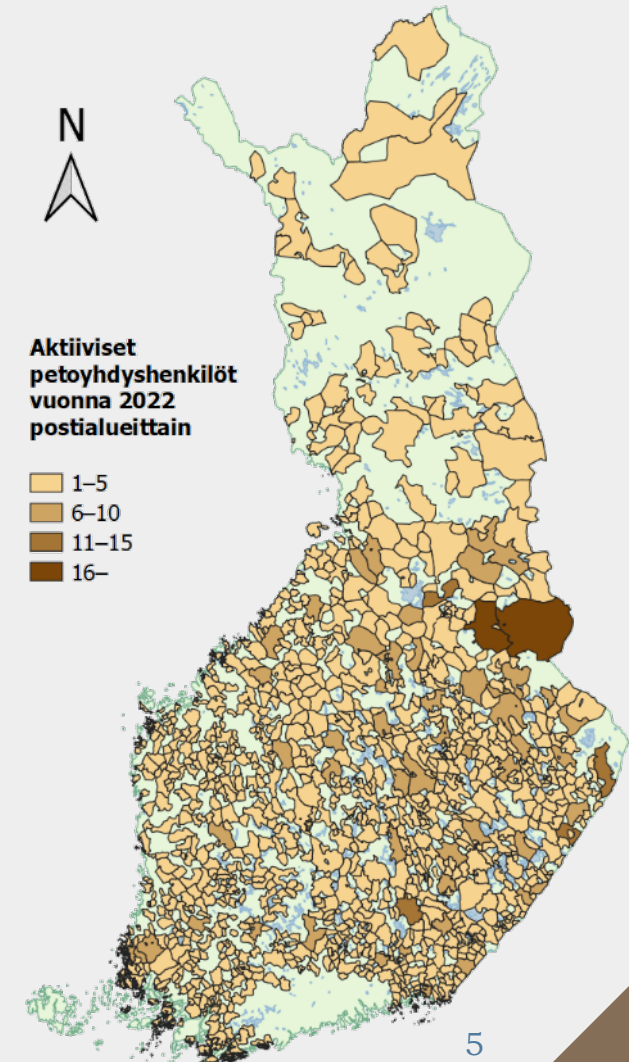 N
Aktiiviset
petoyhdyshenkilöt
vuonna 2022
postialueittain
1–5
6–10
11–15
16–
5